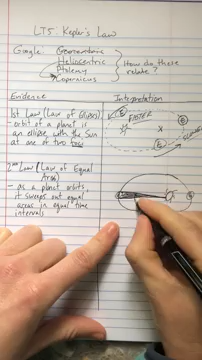 LT5: Kepler's Law
Google: Geocentric
Heliocentric
Ptolemy
Copernicus
How do these
relate?
Evidence
Interpretation
1st Law (Law of Ellipses)
- orbit of a planet is
an ellipse with the Sun
at one of two foci
E
FASTER
E
E
SLOWER
2nd Law (Law of Equal
Area)
- as a planet orbits,
it sweeps out equal
areas in equal time
intervals